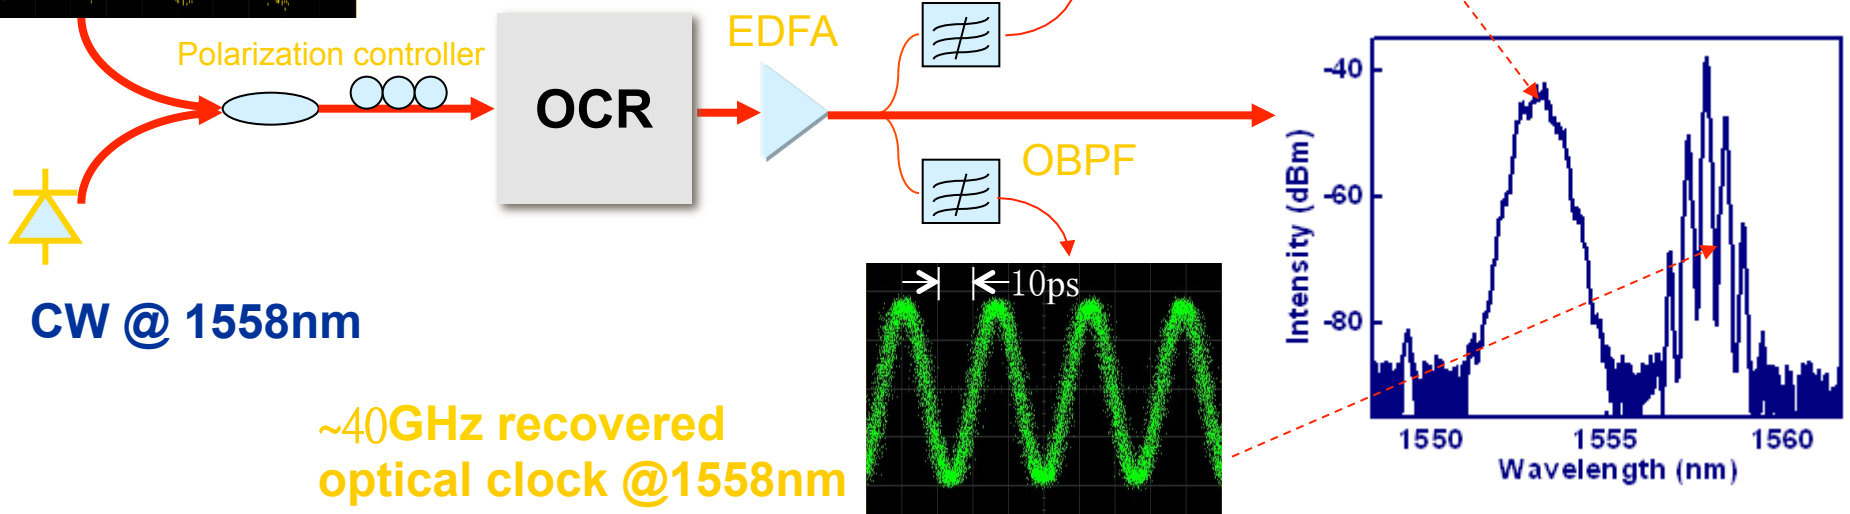 Polarization controller
EDFA
OCR
OBPF
CW @ 1558nm
10ps
~40GHz recovered
optical clock @1558nm
Intensity (dBm)
-40
-60
-80
1550
1555
1560
Wavelength (nm)